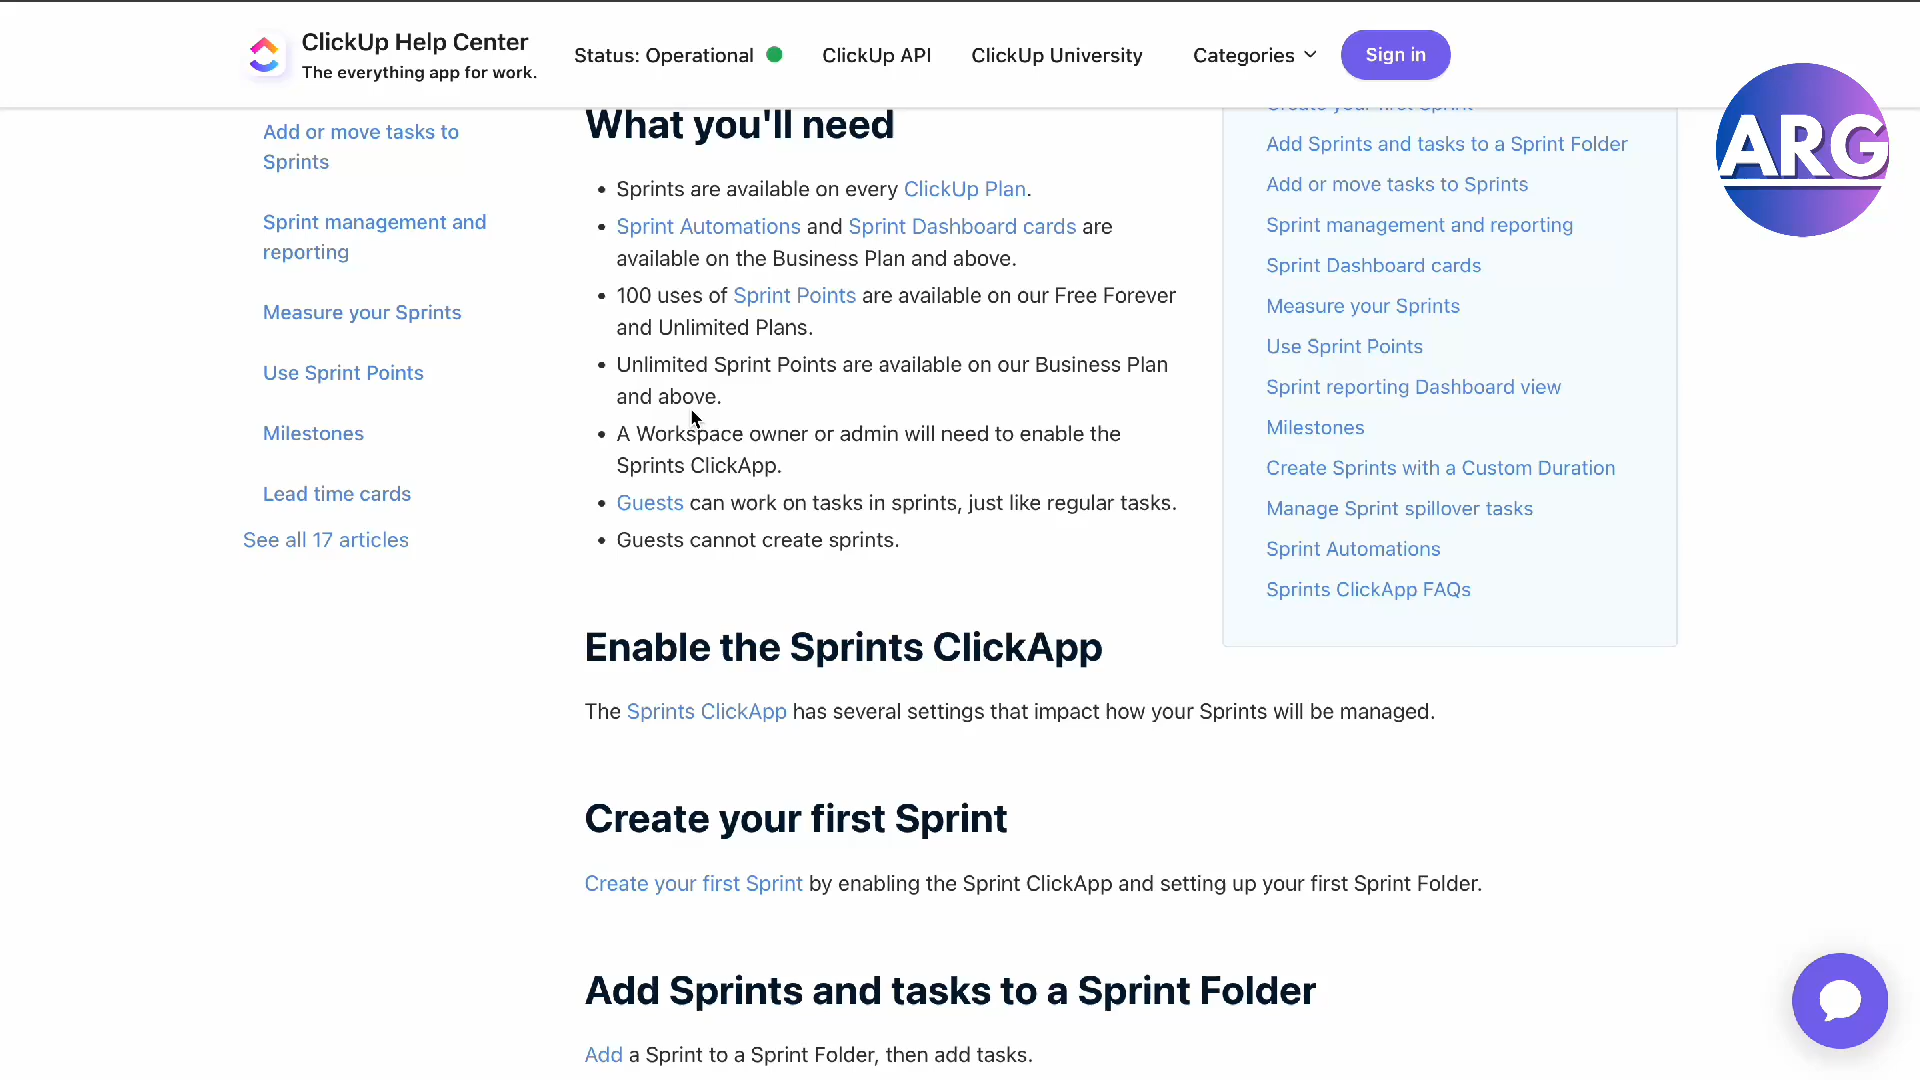 ClickUp Help Center
The everything app for work.
Status: Operational
ClickUp API
ClickUp University
Categories
Sign in
ARG
Add or move tasks to
Sprints
Sprint management and
reporting
Measure your Sprints
Use Sprint Points
Milestones
Lead time cards
See all 17 articles
What you'll need
• Sprints are available on every ClickUp Plan.
• Sprint Automations and Sprint Dashboard cards are
available on the Business Plan and above.
• 100 uses of Sprint Points are available on our Free Forever
and Unlimited Plans.
• Unlimited Sprint Points are available on our Business Plan
and above.
• A Workspace owner or admin will need to enable the
Sprints ClickApp.
• Guests can work on tasks in sprints, just like regular tasks.
• Guests cannot create sprints.
Enable the Sprints ClickApp
The Sprints ClickApp has several settings that impact how your Sprints will be managed.
Create your first Sprint
Create your first Sprint by enabling the Sprint ClickApp and setting up your first Sprint Folder.
Add Sprints and tasks to a Sprint Folder
Add a Sprint to a Sprint Folder, then add tasks.
Create your first Sprint
Add Sprints and tasks to a Sprint Folder
Add or move tasks to Sprints
Sprint management and reporting
Sprint Dashboard cards
Measure your Sprints
Use Sprint Points
Sprint reporting Dashboard view
Milestones
Create Sprints with a Custom Duration
Manage Sprint spillover tasks
Sprint Automations
Sprints ClickApp FAQs